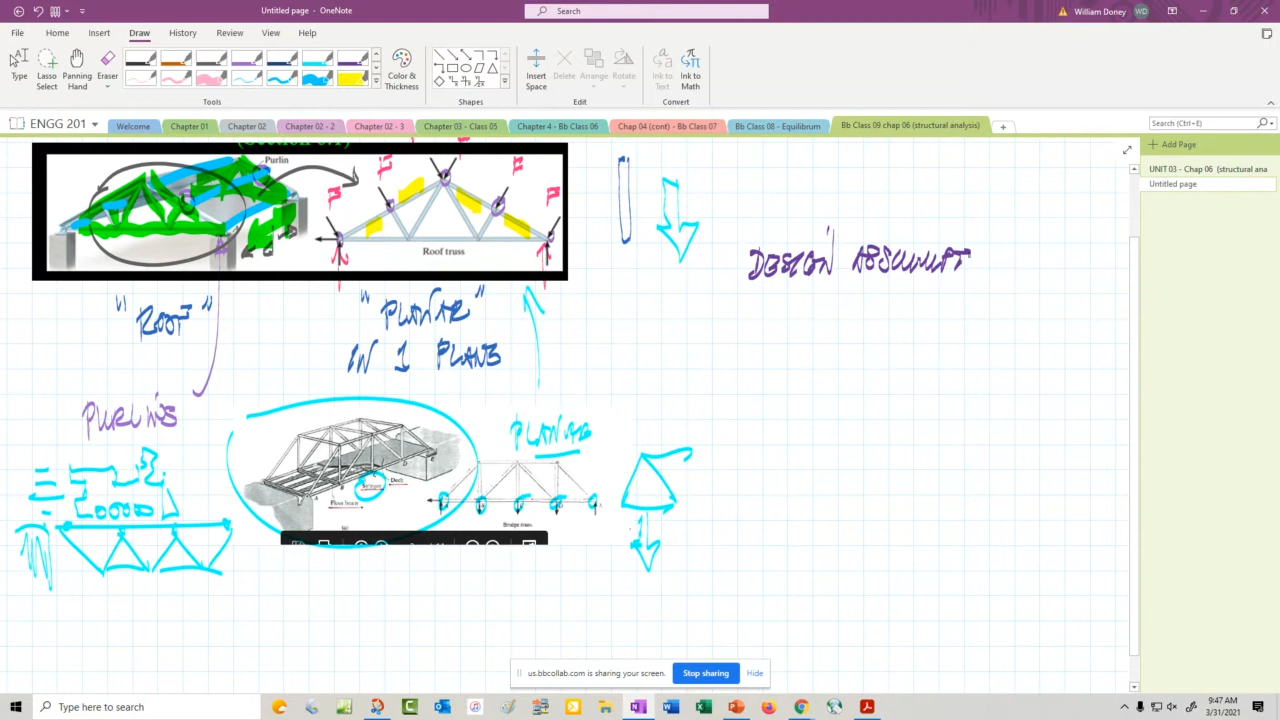 Untitled page - OneNote
Search
William Doney
WD
File
Home
Insert
Draw
History
Review
View
Help
Type
Lasso
Select
Panning
Hand
Eraser
Color &
Thickness
Insert
Space
Delete
Arrange
Rotate
Ink to
Text
Ink to
Math
Tools
Shapes
Edit
Convert
ENGG 201
Welcome
Chapter 01
Chapter 02
Chapter 02 - 2
Chapter 02 - 3
Chapter 03 - Class 05
Chapter 4 - Bb Class 06
Chap 04 (cont) - Bb Class 07
Bb Class 08 - Equilibrum
Bb Class 09 chap 06 (structural analysis)
Search (Ctrl+E)
Add Page
UNIT 03 - Chap 06 (structural ana
Untitled page
Purlin
F
F
F
F
Roof truss
DESIGN ASSUMPT
"ROOF"
"PLANAR"
IN 1 PLANE
PURLINS
PLANAR
Stringer
Deck
Floor beam
A
B
Bridge truss
us.bbcollab.com is sharing your screen.
Stop sharing
Hide
Type here to search
9:47 AM
3/31/2021